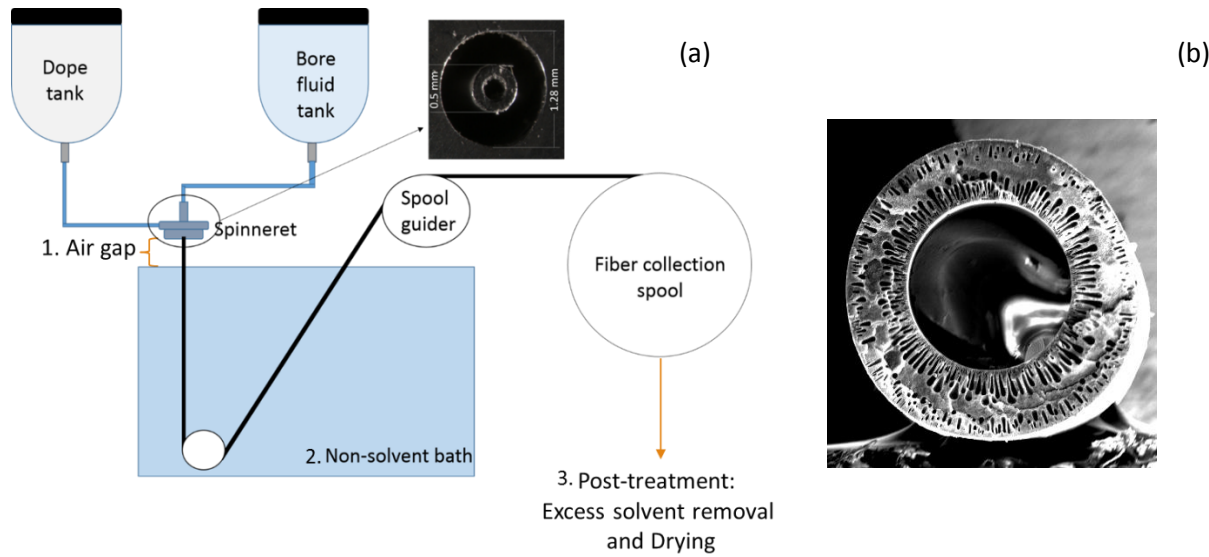 Dope
tank
Bore
fluid
tank
0.5 mm
1.28 mm
(a)
(b)
Spinneret
1. Air gap
Spool
guider
Fiber collection
spool
2. Non-solvent bath
3. Post-treatment:
Excess solvent removal
and Drying